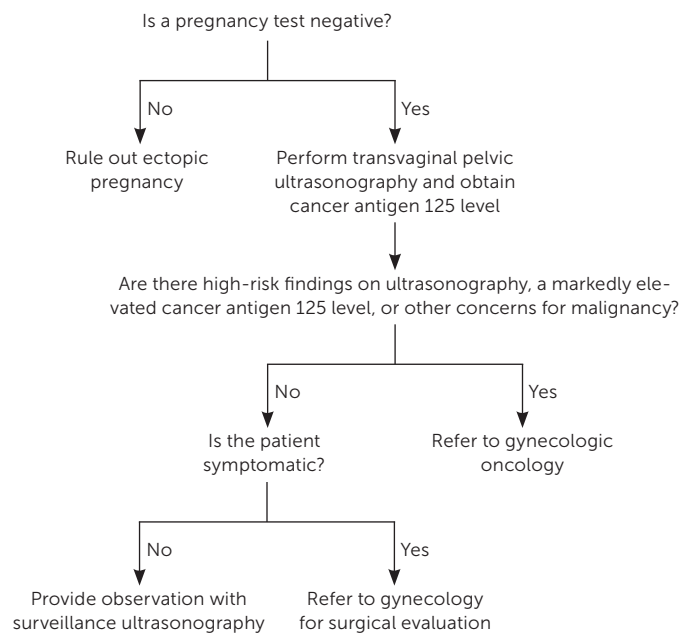 Is a pregnancy test negative?
No
Yes
Rule out ectopic
pregnancy
Perform transvaginal pelvic
ultrasonography and obtain
cancer antigen 125 level
Are there high-risk findings on ultrasonography, a markedly ele-
vated cancer antigen 125 level, or other concerns for malignancy?
No
Yes
Is the patient
symptomatic?
Refer to gynecologic
oncology
No
Yes
Provide observation with
surveillance ultrasonography
Refer to gynecology
for surgical evaluation